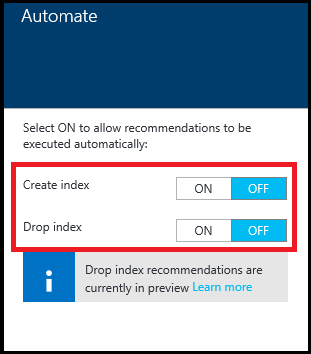 Automate
Select ON to allow recommendations to be
executed automatically:
Create index ON OFF
Drop index ON OFF
i
Drop index recommendations are
currently in preview Learn more